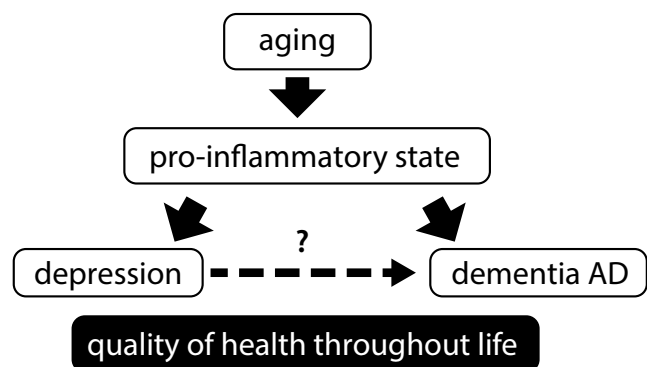 aging
pro-inflammatory state
?
depression
dementia AD
quality of health throughout life